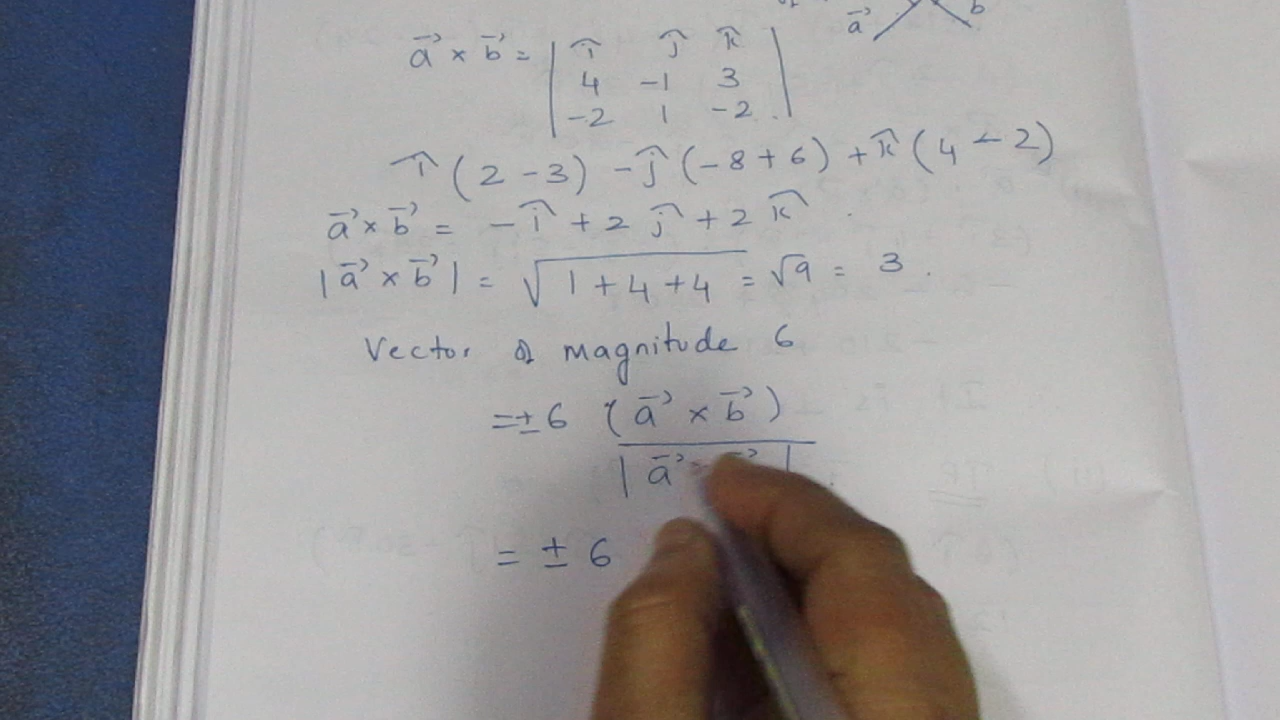 a⃗ b
a⃗ × b⃗ = | î ĵ k̂ |
| 4 -1 3 |
| -2 1 -2 |
î (2 - 3) - ĵ (-8 + 6) + k̂ (4 - 2)
a⃗ × b⃗ = - î + 2 ĵ + 2 k̂
| a⃗ × b⃗ | = √1 + 4 + 4 = √9 = 3 .
Vector of magnitude 6
= ± 6 (a⃗ × b⃗)
| a⃗ |
= ± 6